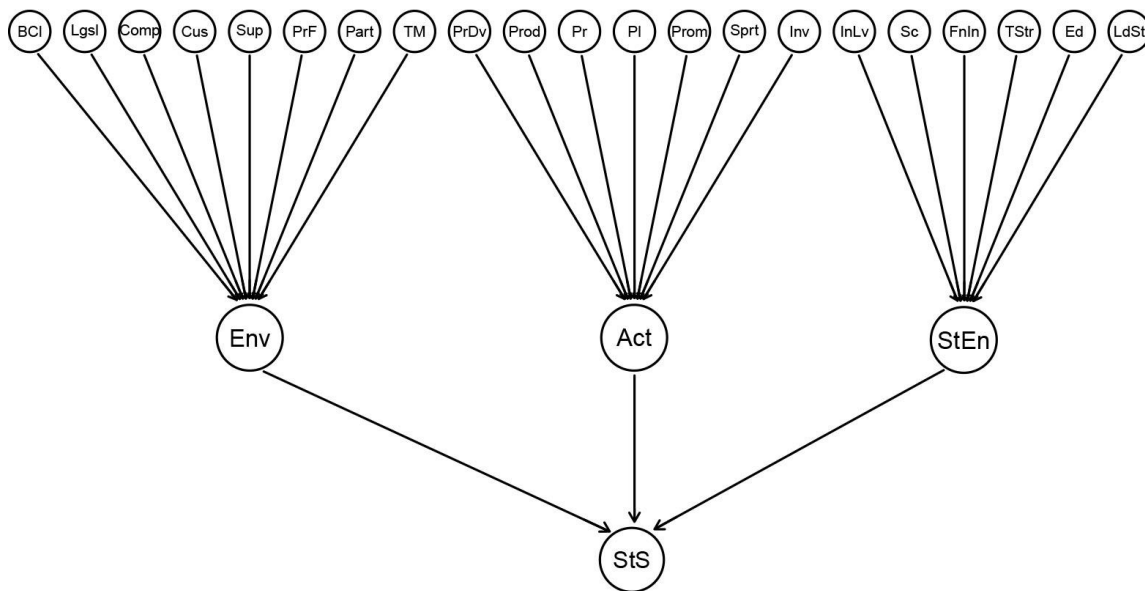 BCl Lgsl Comp Cus Sup PrF Part TM PrDv Prod Pr Pl Prom Sprt Inv InLv Sc FnIn TStr Ed LdSt
Env Act StEn
StS